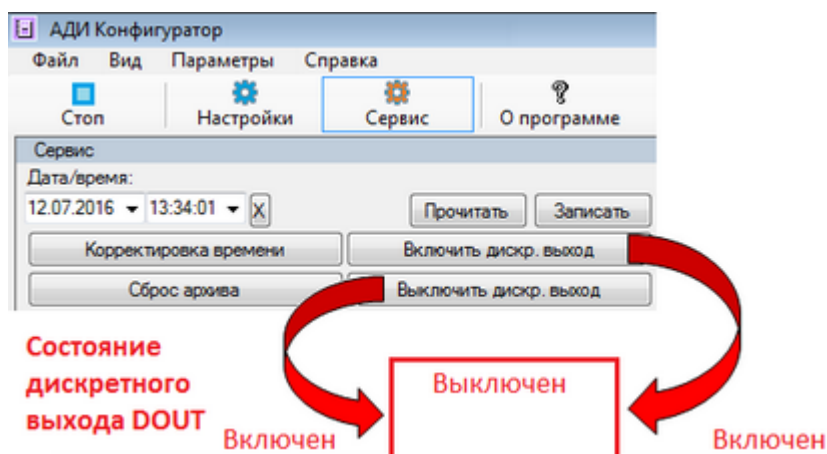 АДИ Конфигуратор
Файл Вид Параметры Справка
Стоп Настройки Сервис О программе
Сервис
Дата/время:
12.07.2016 13:34:01 X Прочитать Записать
Корректировка времени Включить дискр. выход
Сброс архива Выключить дискр. выход
Состояние
дискретного
выхода DOUT
Выключен
Включен Включен